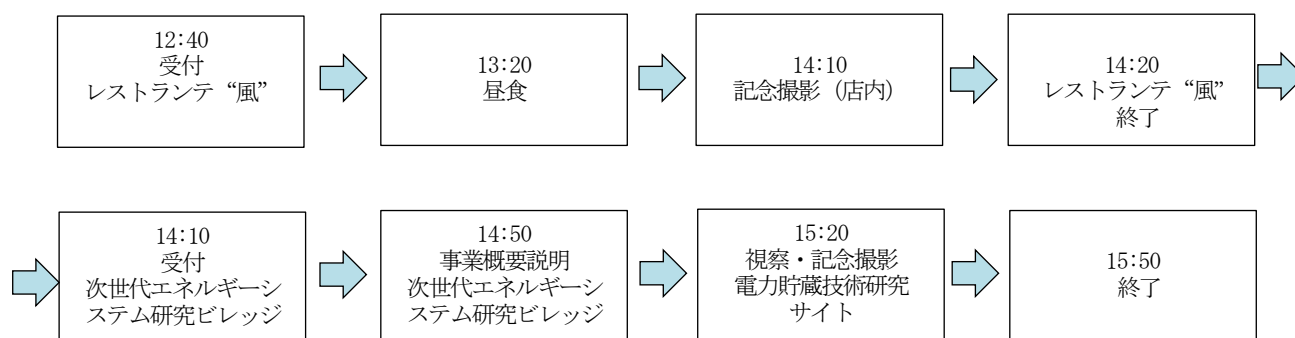 12:40
受付
レストランテ“風”
13:20
昼食
14:10
記念撮影（店内）
14:20
レストランテ“風”
終了
14:10
受付
次世代エネルギーシ
ステム研究ビレッジ
14:50
事業概要説明
次世代エネルギーシ
ステム研究ビレッジ
15:20
視察・記念撮影
電力貯蔵技術研究
サイト
15:50
終了